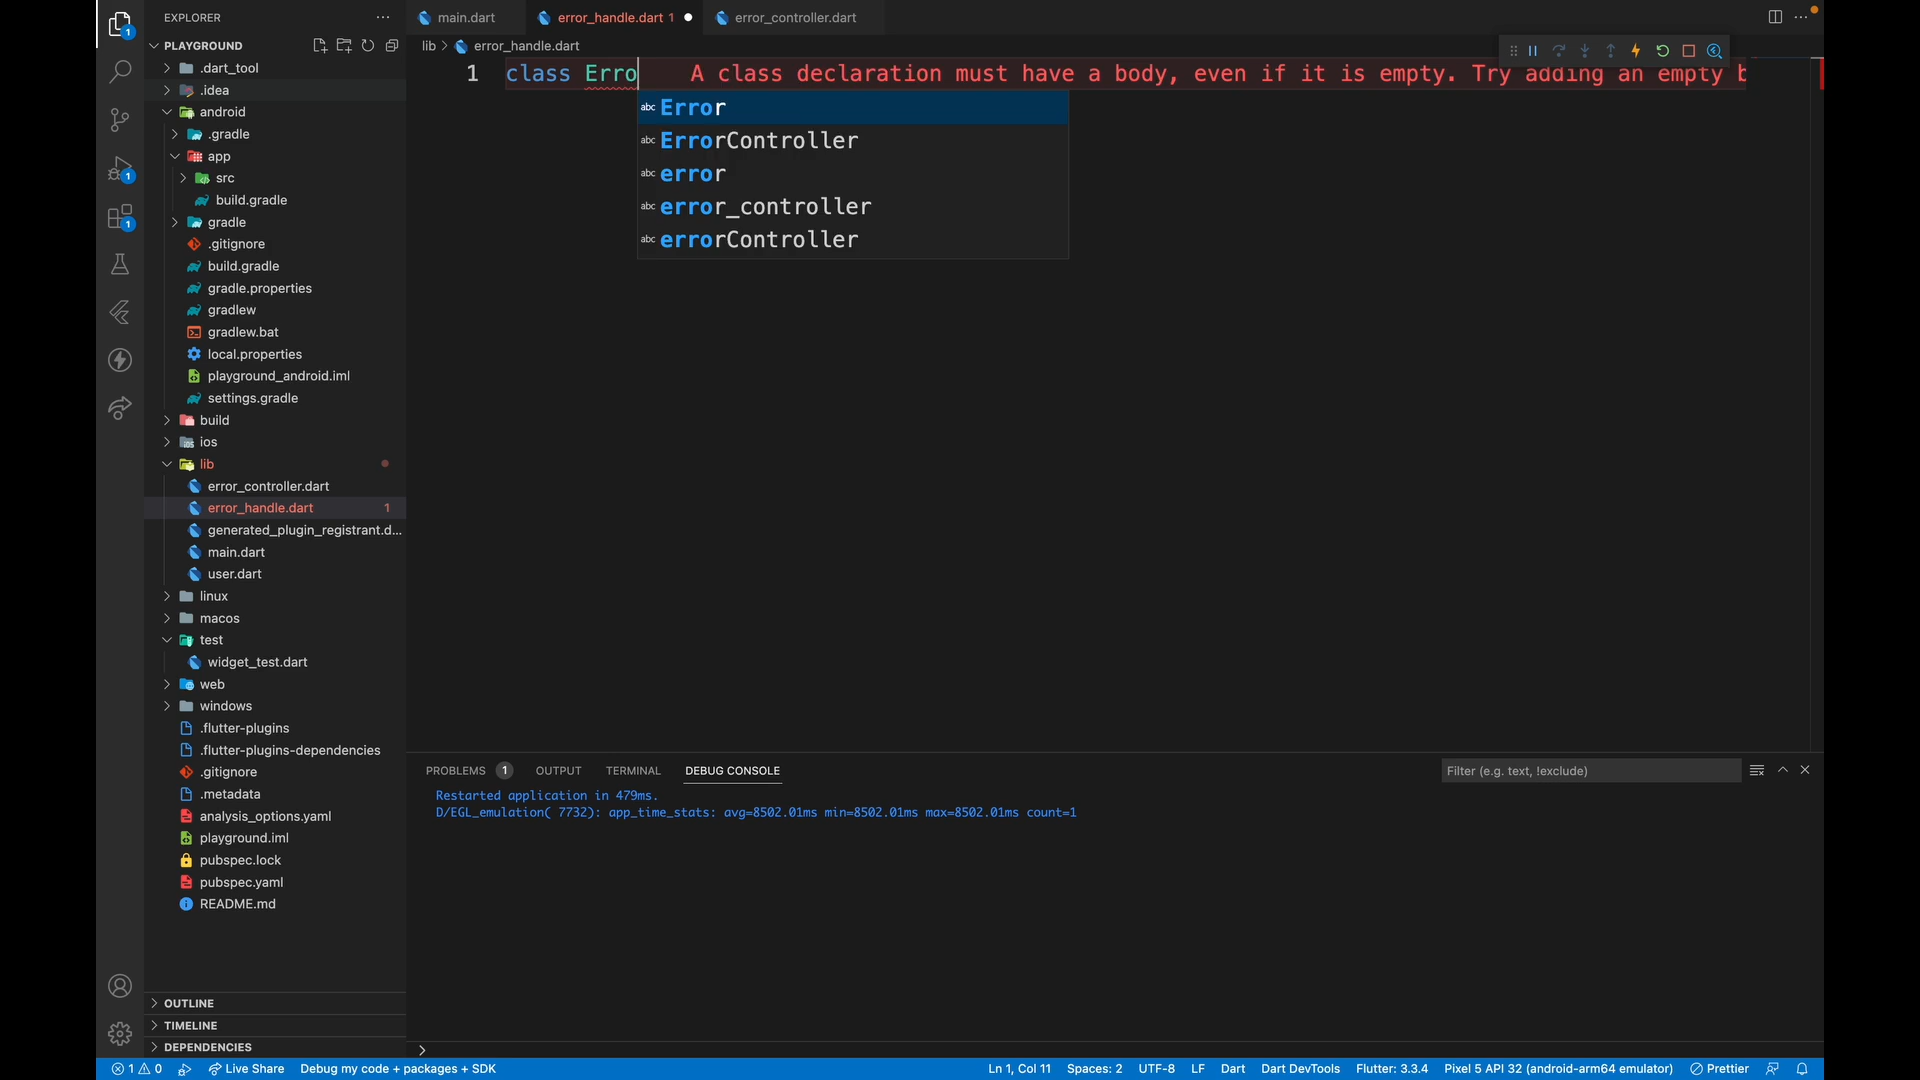 EXPLORER
PLAYGROUND
.dart_tool
.idea
android
.gradle
app
src
build.gradle
gradle
.gitignore
build.gradle
gradle.properties
gradlew
gradlew.bat
local.properties
playground_android.iml
settings.gradle
build
ios
lib
error_controller.dart
error_handle.dart 1
generated_plugin_registrant.d...
main.dart
user.dart
linux
macos
test
widget_test.dart
web
windows
.flutter-plugins
.flutter-plugins-dependencies
.gitignore
.metadata
analysis_options.yaml
playground.iml
pubspec.lock
pubspec.yaml
README.md
OUTLINE
TIMELINE
DEPENDENCIES
1
1
1
main.dart
error_handle.dart 1
error_controller.dart
lib > error_handle.dart
1 class Erro A class declaration must have a body, even if it is empty. Try adding an empty b
abc Error
abc ErrorController
abc error
abc error_controller
abc errorController
PROBLEMS 1 OUTPUT TERMINAL DEBUG CONSOLE
Filter (e.g. text, !exclude)
Restarted application in 479ms.
D/EGL_emulation( 7732): app_time_stats: avg=8502.01ms min=8502.01ms max=8502.01ms count=1
>
1 0 Live Share Debug my code + packages + SDK Ln 1, Col 11 Spaces: 2 UTF-8 LF Dart Dart DevTools Flutter: 3.3.4 Pixel 5 API 32 (android-arm64 emulator) Prettier